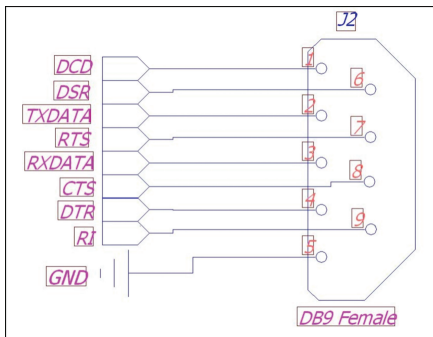 J2
DCD 1
DSR 6
TXDATA 2
RTS 7
RXDATA 3
CTS 8
DTR 4
RI 9
GND 5
DB9 Female